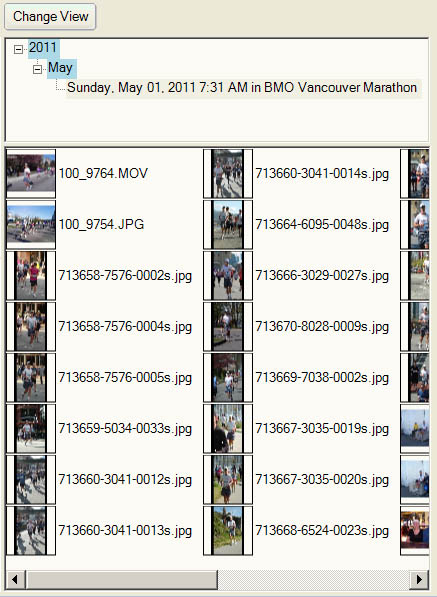 Change View
2011
May
Sunday, May 01, 2011 7:31 AM in BMO Vancouver Marathon
100_9764.MOV
100_9754.JPG
713658-7576-0002s.jpg
713658-7576-0004s.jpg
713658-7576-0005s.jpg
713659-5034-0033s.jpg
713660-3041-0012s.jpg
713660-3041-0013s.jpg
713660-3041-0014s.jpg
713664-6095-0048s.jpg
713666-3029-0027s.jpg
713670-8028-0009s.jpg
713669-7038-0002s.jpg
713667-3035-0019s.jpg
713667-3035-0020s.jpg
713668-6524-0023s.jpg